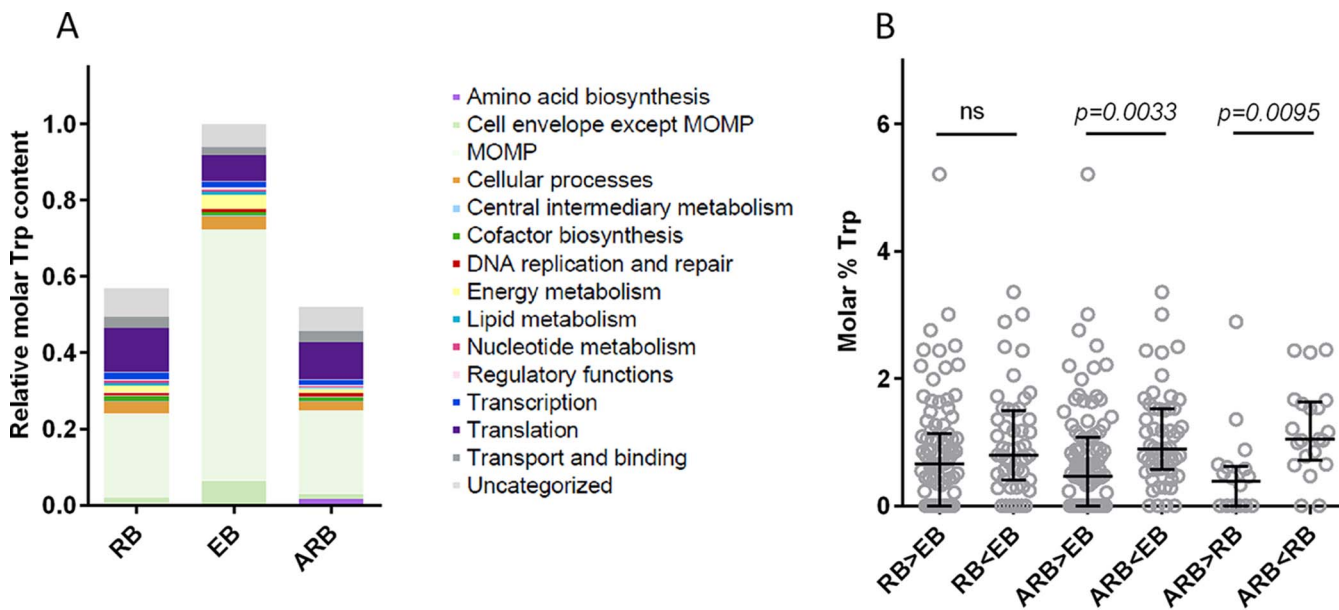 A
Relative molar Trp content
1.0
0.8
0.6
0.4
0.2
0.0
RB
EB
ARB
Amino acid biosynthesis
Cell envelope except MOMP
MOMP
Cellular processes
Central intermediary metabolism
Cofactor biosynthesis
DNA replication and repair
Energy metabolism
Lipid metabolism
Nucleotide metabolism
Regulatory functions
Transcription
Translation
Transport and binding
Uncategorized
B
Molar % Trp
6
4
2
0
ns
p=0.0033
p=0.0095
RB>EB
RB<EB
ARB>EB
ARB<EB
ARB>RB
ARB<RB